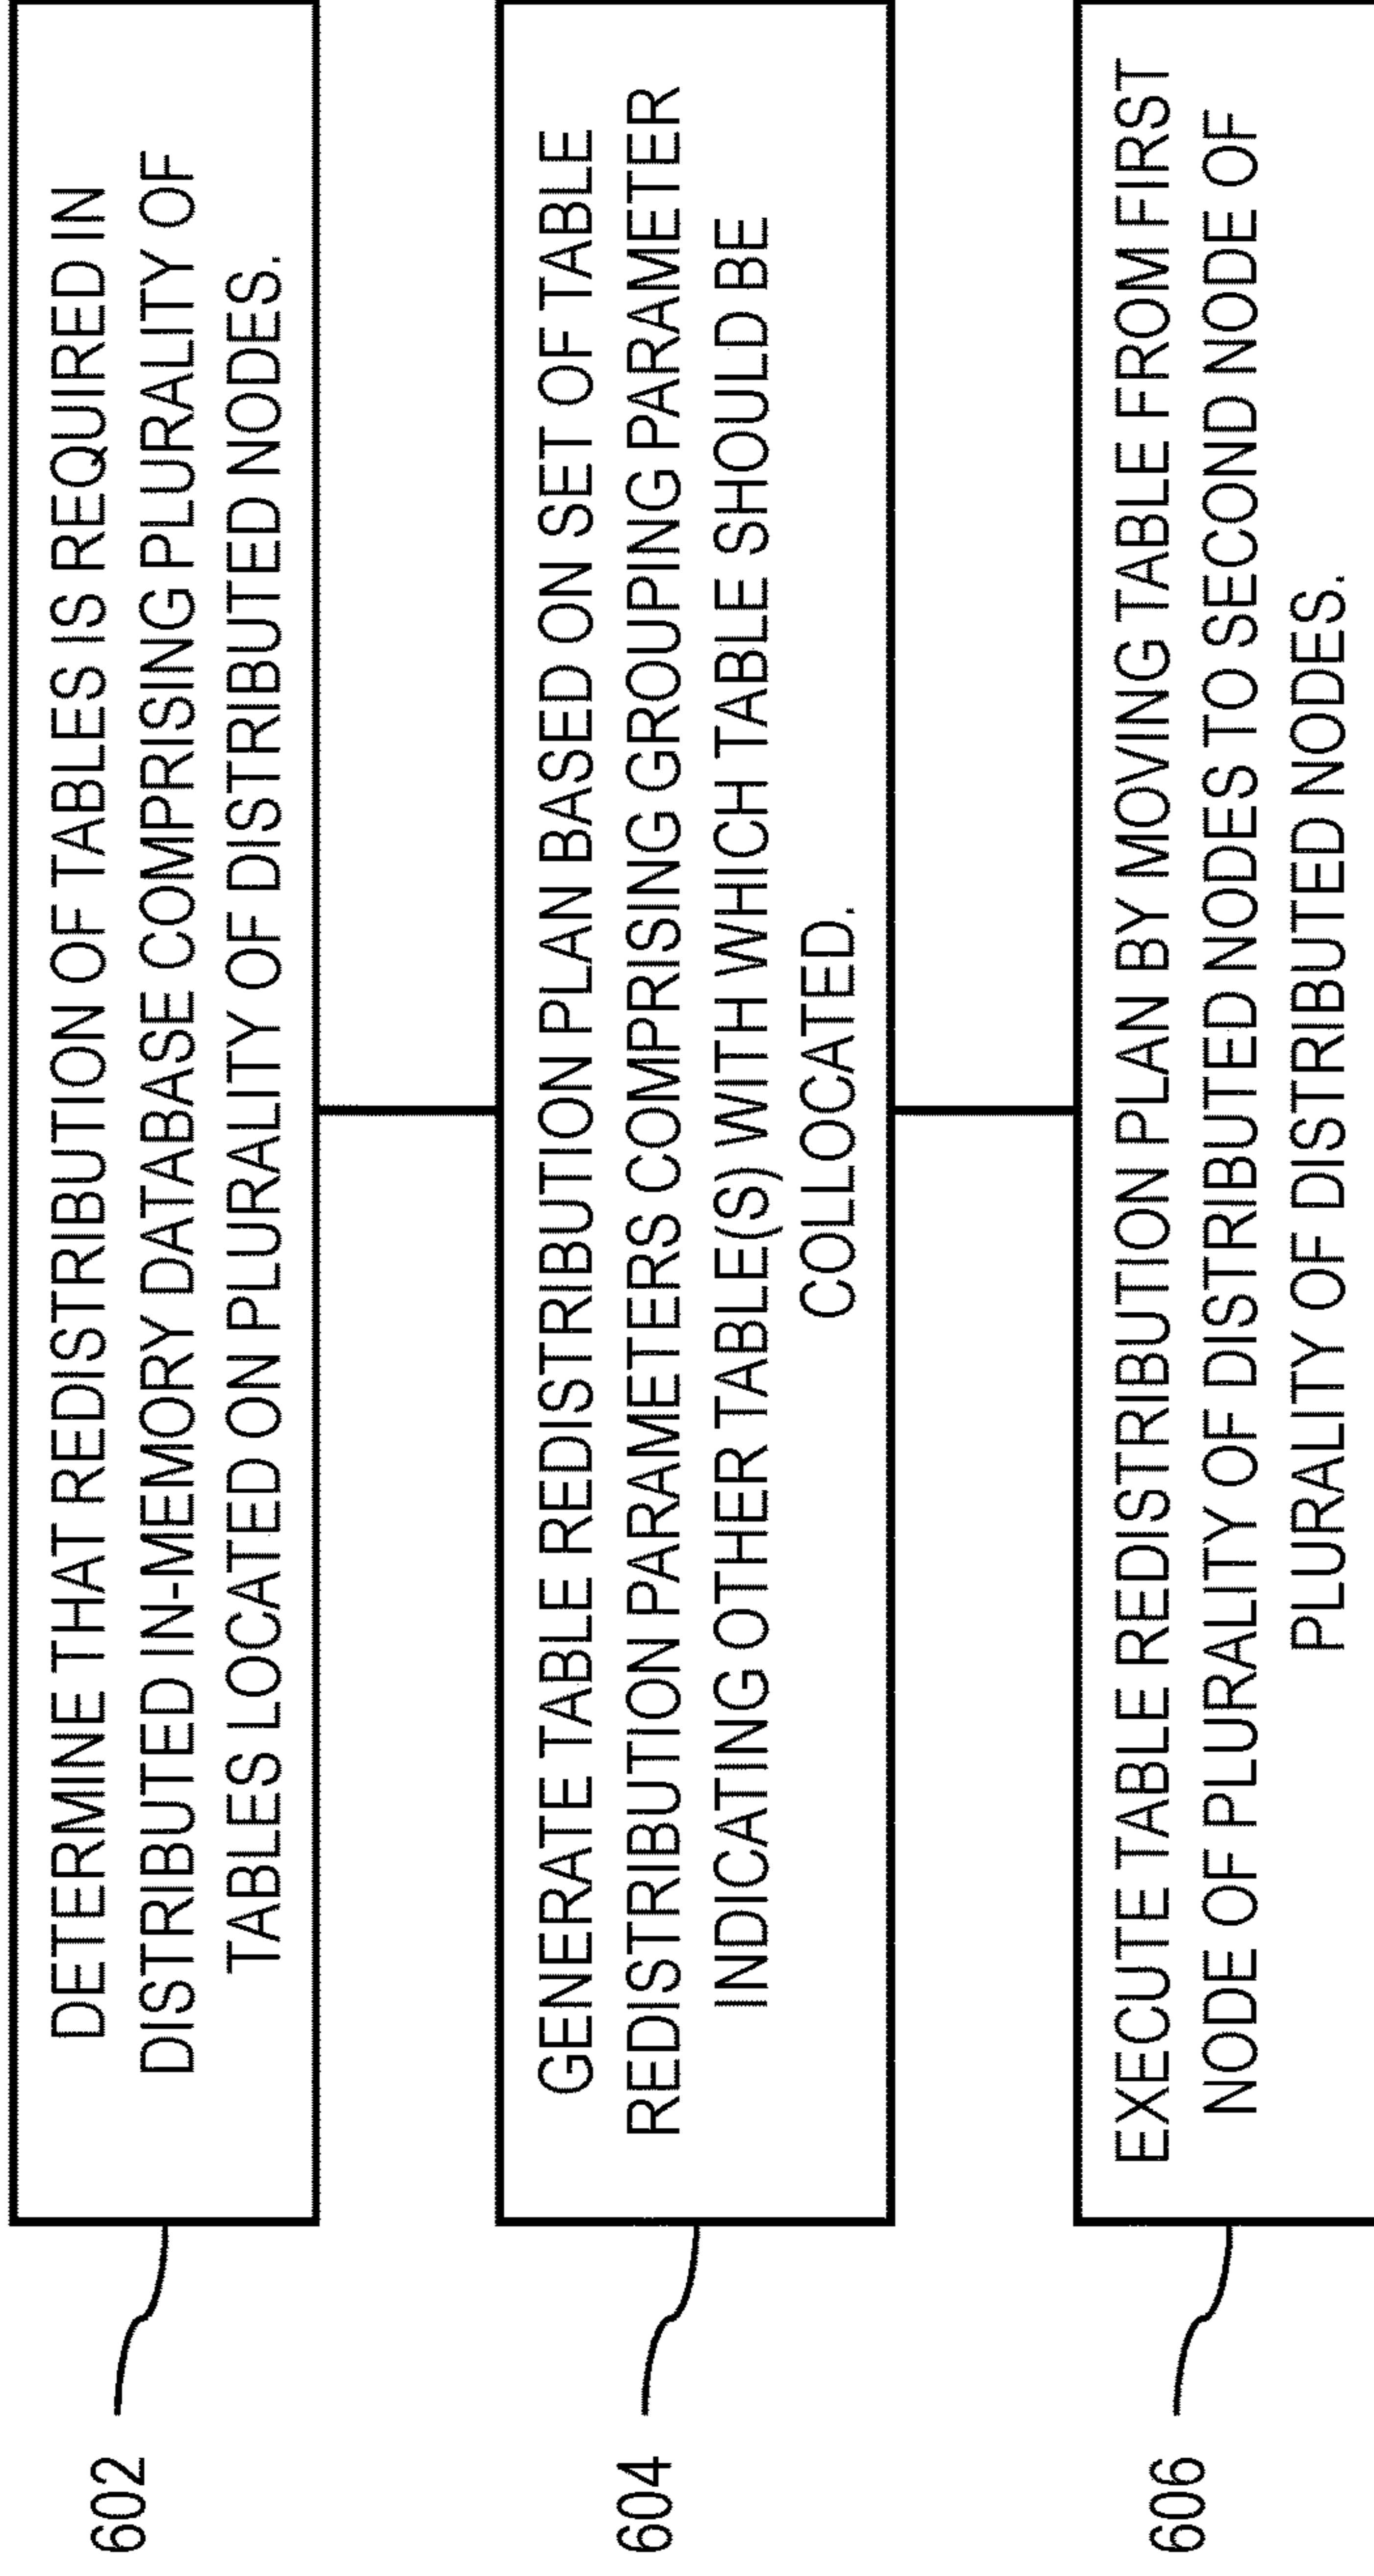 602
DETERMINE THAT REDISTRIBUTION OF TABLES IS REQUIRED IN
DISTRIBUTED IN-MEMORY DATABASE COMPRISING PLURALITY OF
TABLES LOCATED ON PLURALITY OF DISTRIBUTED NODES.
604
GENERATE TABLE REDISTRIBUTION PLAN BASED ON SET OF TABLE
REDISTRIBUTION PARAMETERS COMPRISING GROUPING PARAMETER
INDICATING OTHER TABLE(S) WITH WHICH TABLE SHOULD BE
COLLOCATED.
606
EXECUTE TABLE REDISTRIBUTION PLAN BY MOVING TABLE FROM FIRST
NODE OF PLURALITY OF DISTRIBUTED NODES TO SECOND NODE OF
PLURALITY OF DISTRIBUTED NODES.